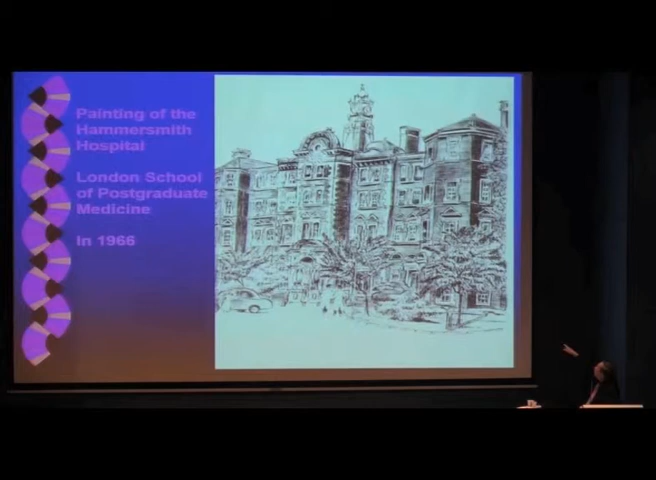 Painting of the
Hammersmith
Hospital
London School
of Postgraduate
Medicine
In 1966